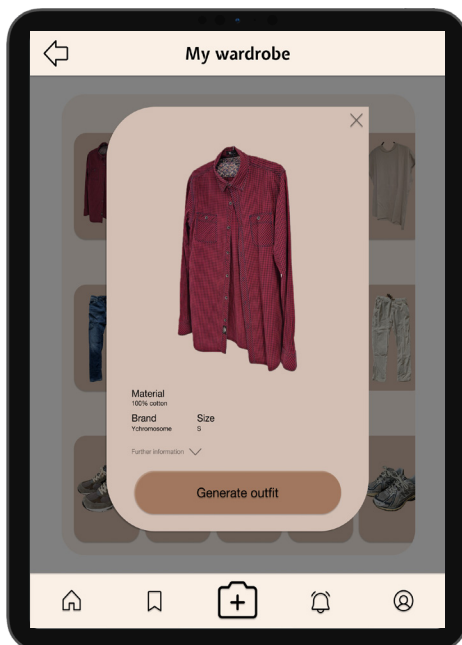 My wardrobe
Material
100% cotton
Brand Size
Ychromosome S
Further information
Generate outfit